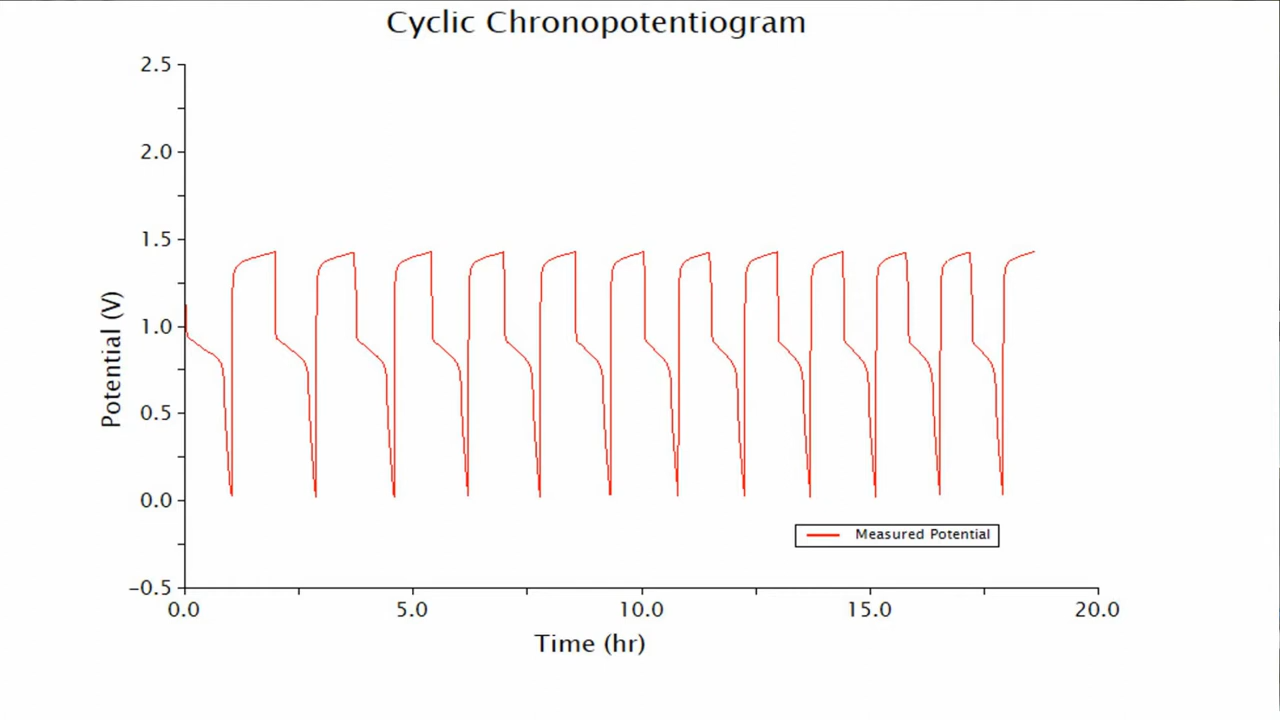 Cyclic Chronopotentiogram
2.5
2.0
1.5
1.0
0.5
0.0
−0.5
Potential (V)
Measured Potential
0.0 5.0 10.0 15.0 20.0
Time (hr)